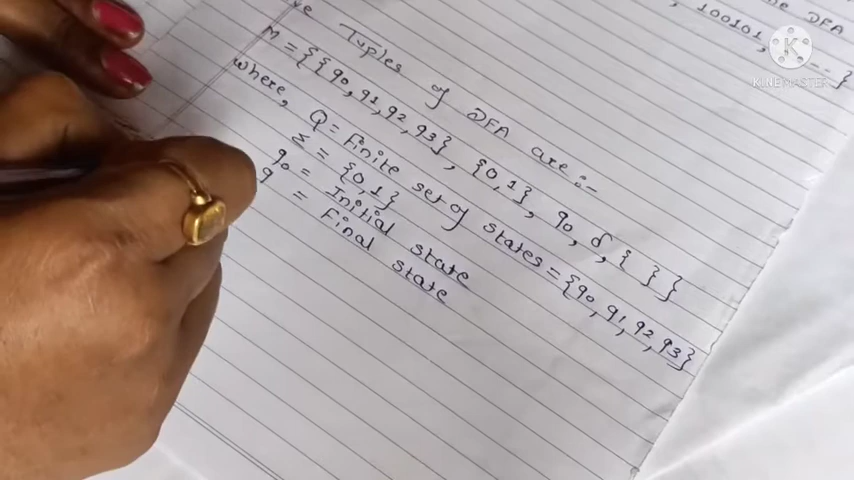 DFA
100101, -- }
Tuples of DFA are:-
M = {{q0, q1, q2, q3}, {0,1}, q0, δ, { }}
where,
Q = Finite set of states = {q0, q1, q2, q3}
Σ = {0,1}
q0 = Initial state
q = Final state
KINEMASTER